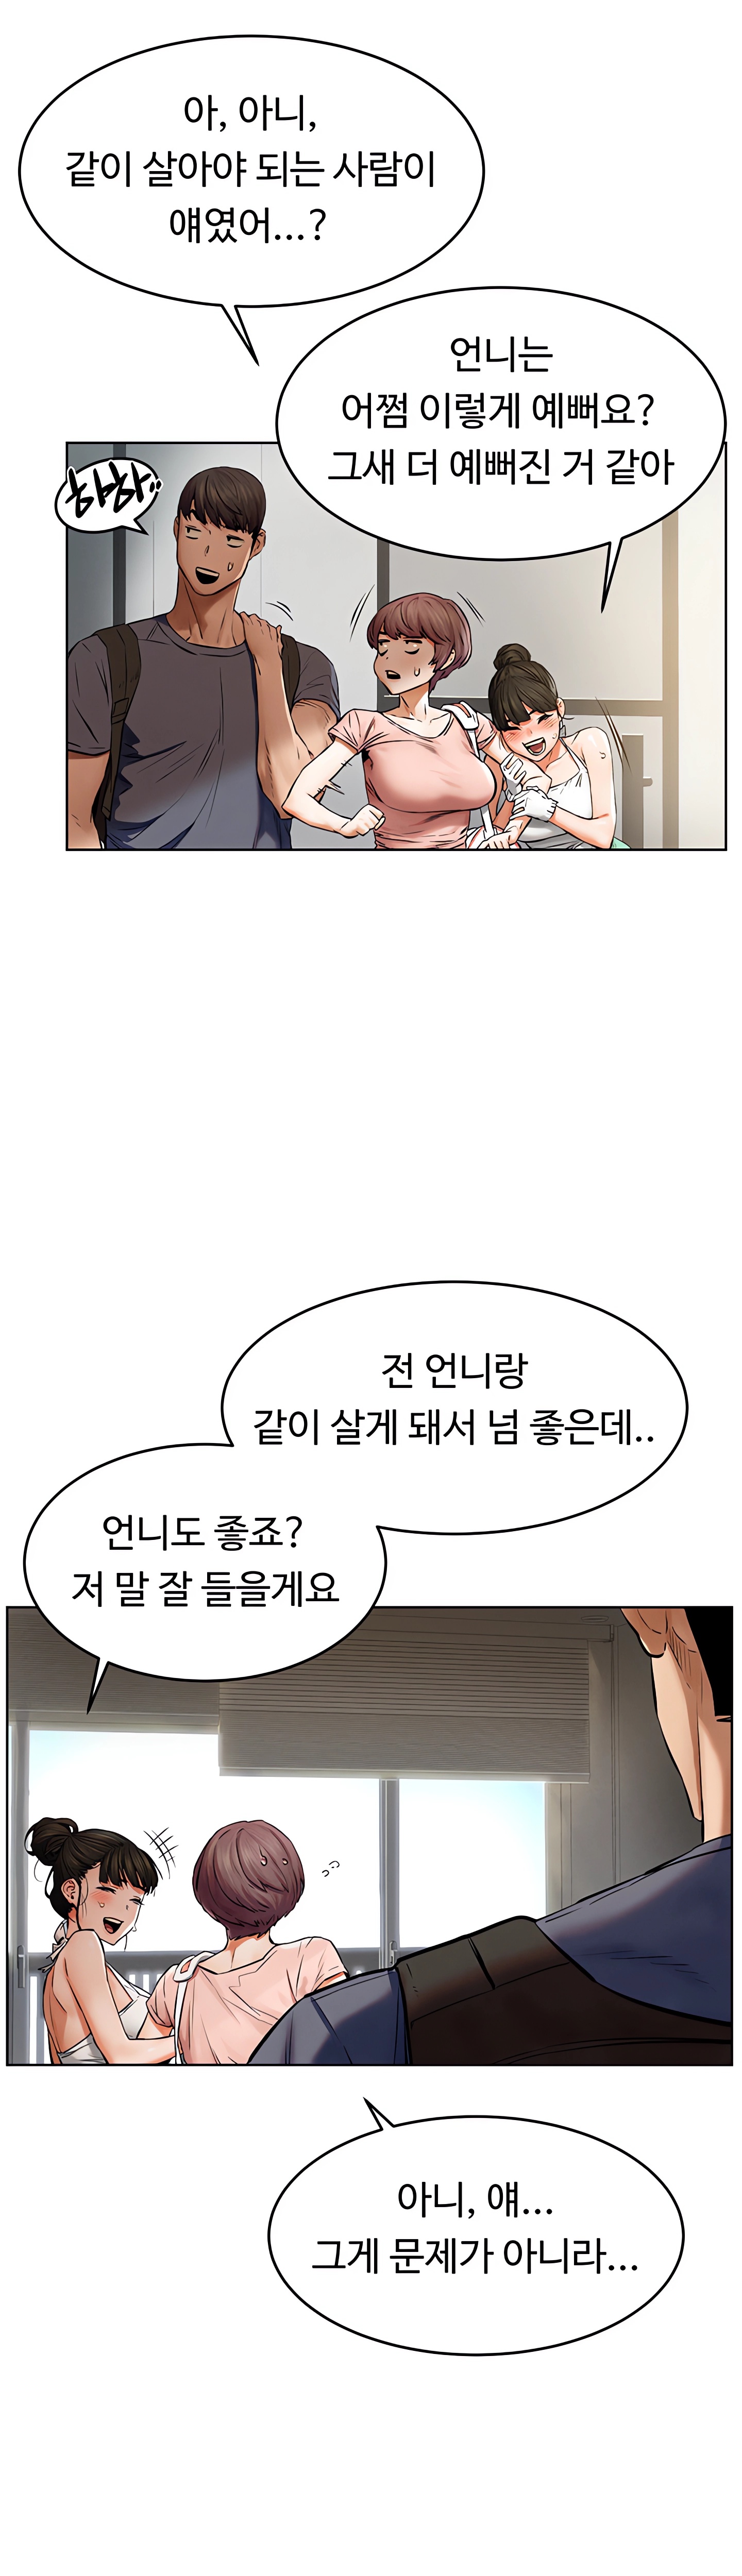 아, 아니,
같이 살아야 되는 사람이
얘였어...?
언니는
어쩜 이렇게 예뻐요?
그새 더 예뻐진 거 같아
하하..
전 언니랑
같이 살게 돼서 넘 좋은데..
언니도 좋죠?
저 말 잘 들을게요
아니, 얘...
그게 문제가 아니라...